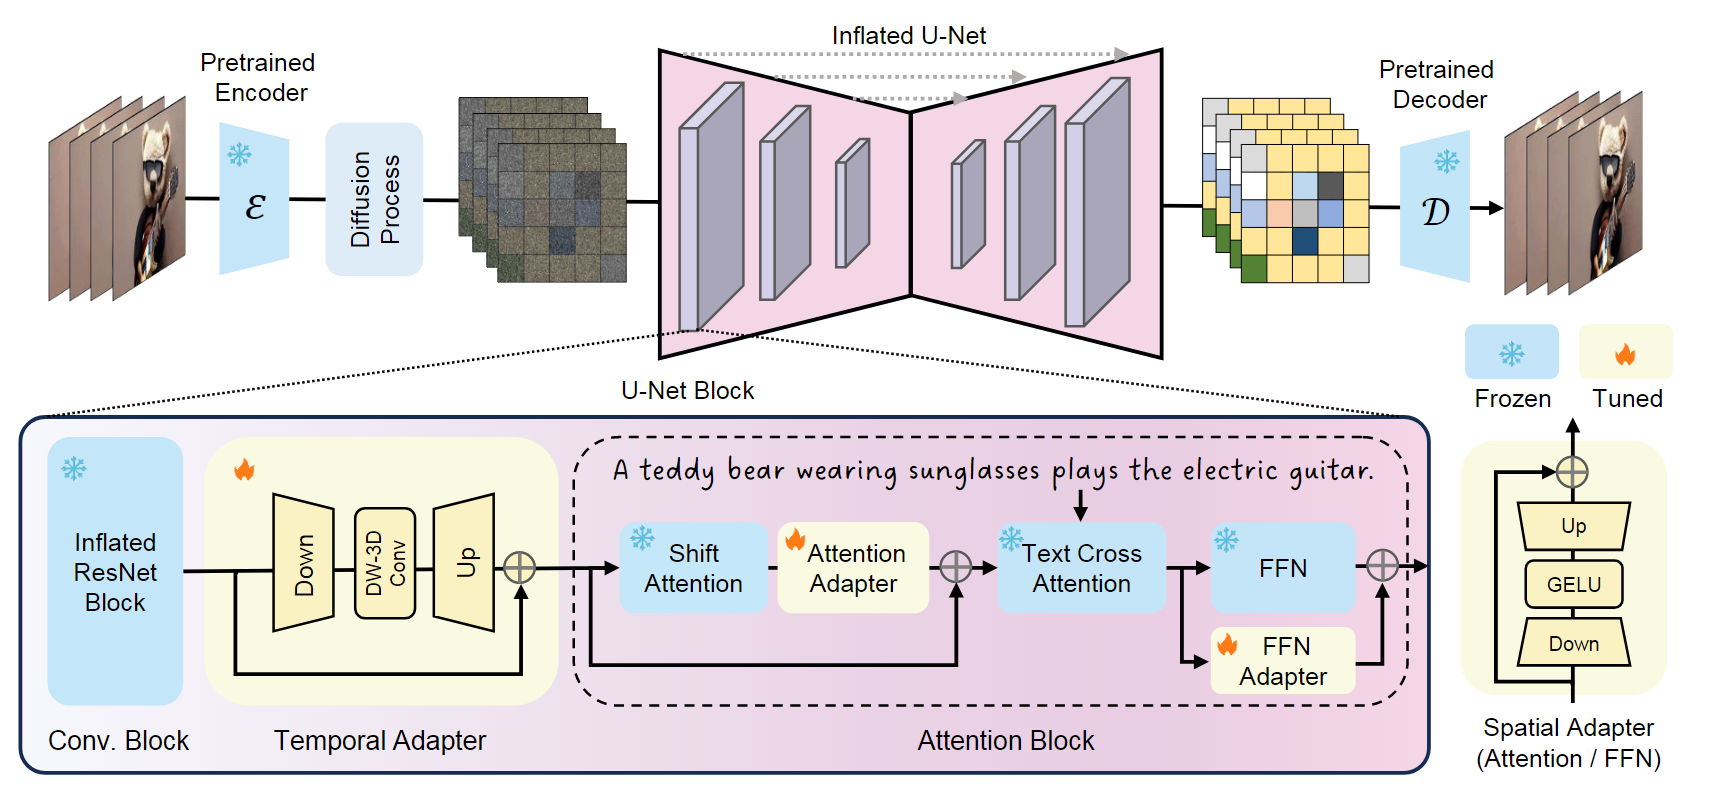 Inflated U-Net
Pretrained
Encoder
Pretrained
Decoder
ℰ
Diffusion
Process
𝒟
U-Net Block
Frozen
Tuned
A teddy bear wearing sunglasses plays the electric guitar.
Inflated
ResNet
Block
Down
DW-3D
Conv
Up
Shift
Attention
Attention
Adapter
Text Cross
Attention
FFN
FFN
Adapter
Up
GELU
Down
Conv. Block
Temporal Adapter
Attention Block
Spatial Adapter
(Attention / FFN)